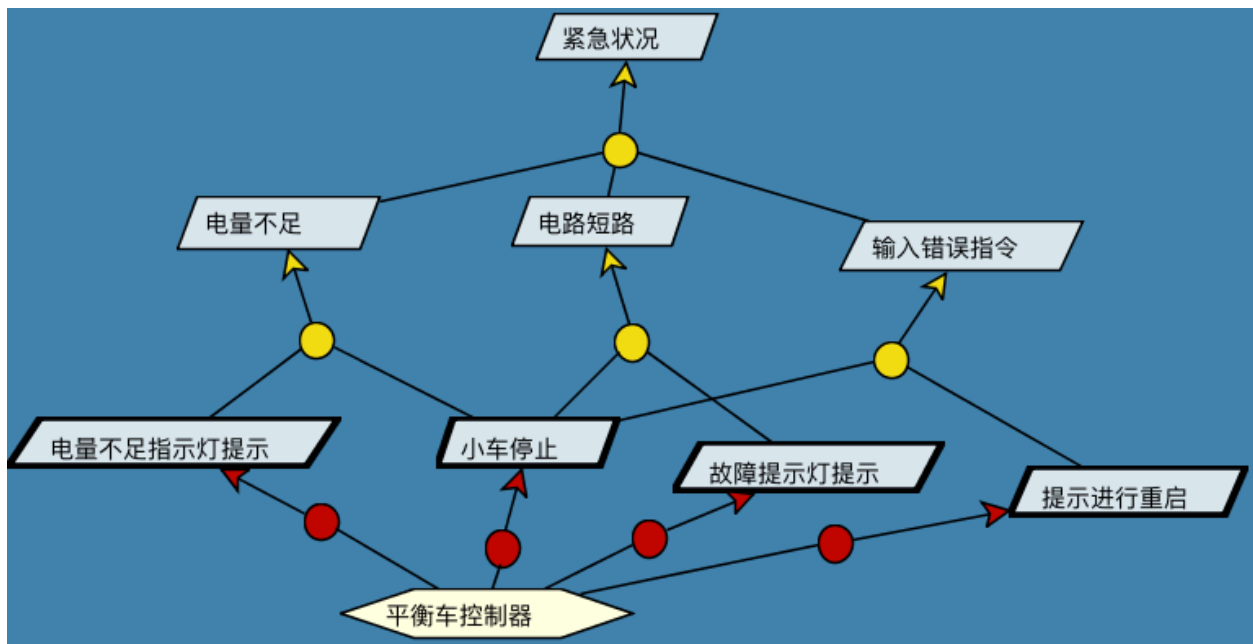 紧急状况
电量不足
电路短路
输入错误指令
电量不足指示灯提示
小车停止
故障提示灯提示
提示进行重启
平衡车控制器